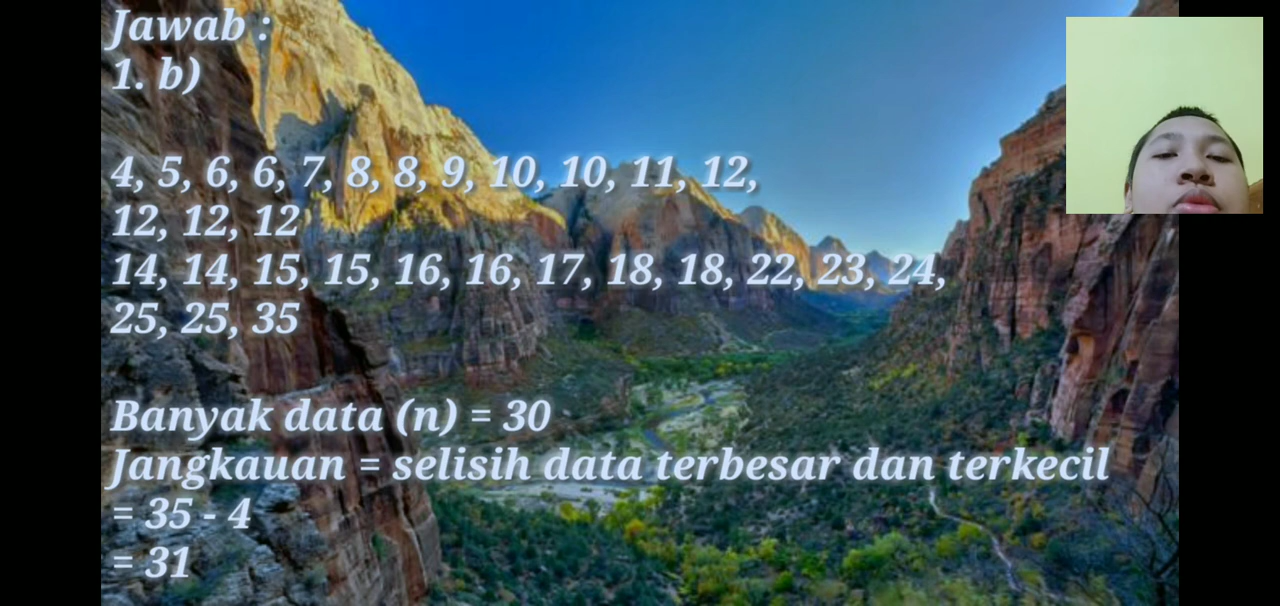 Jawab :
1. b)
4, 5, 6, 6, 7, 8, 8, 9, 10, 10, 11, 12,
12, 12, 12
14, 14, 15, 15, 16, 16, 17, 18, 18, 22, 23, 24,
25, 25, 35
Banyak data (n) = 30
Jangkauan = selisih data terbesar dan terkecil
= 35 - 4
= 31